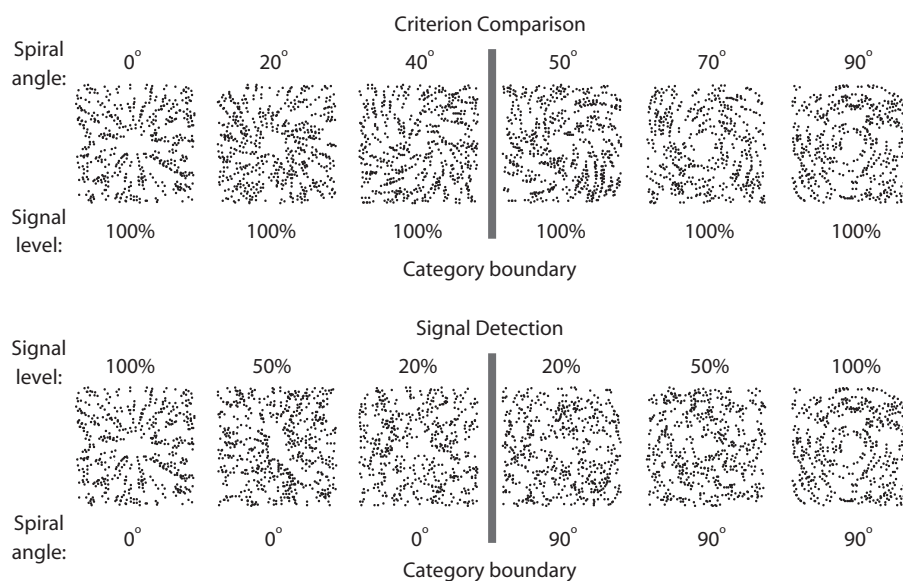 Criterion Comparison
Spiral angle: 0° 20° 40° 50° 70° 90°
Signal level: 100% 100% 100% 100% 100% 100%
Category boundary
Signal Detection
Signal level: 100% 50% 20% 20% 50% 100%
Spiral angle: 0° 0° 0° 90° 90° 90°
Category boundary